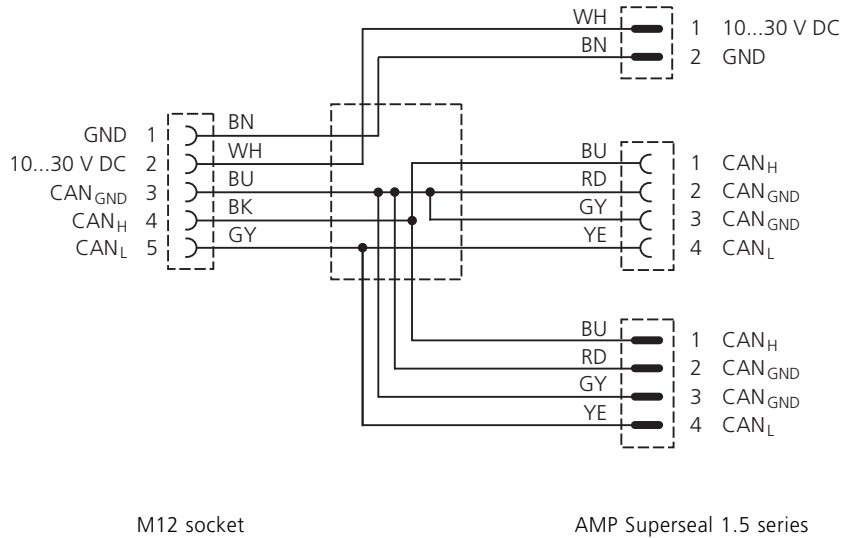 WH 1 10...30 V DC
BN 2 GND
GND 1 BN
10...30 V DC 2 WH
CAN_GND 3 BU
CAN_H 4 BK
CAN_L 5 GY
BU 1 CAN_H
RD 2 CAN_GND
GY 3 CAN_GND
YE 4 CAN_L
BU 1 CAN_H
RD 2 CAN_GND
GY 3 CAN_GND
YE 4 CAN_L
M12 socket
AMP Superseal 1.5 series